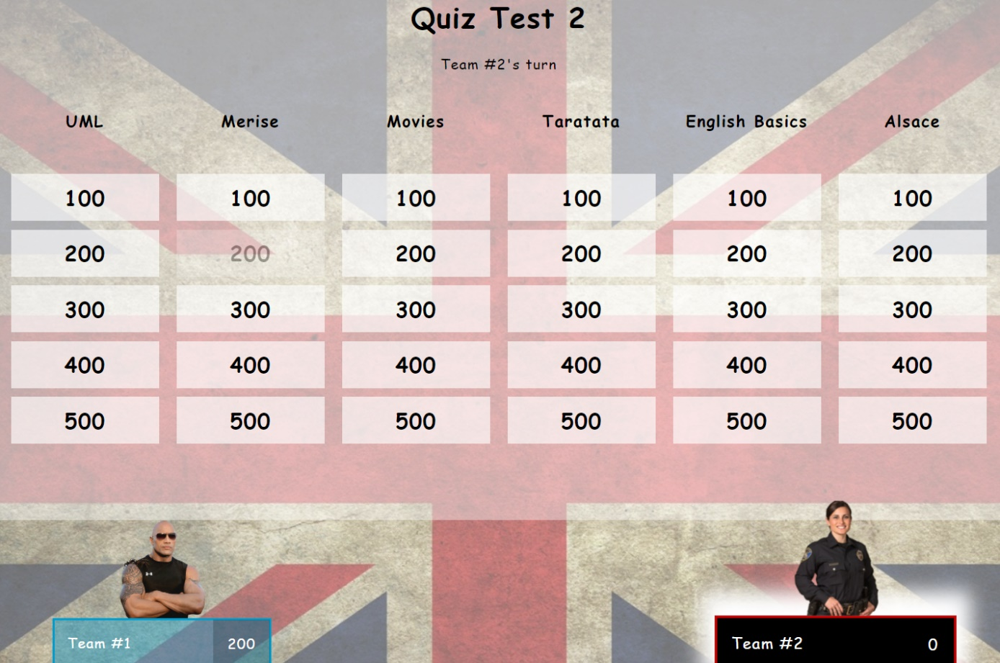 Quiz Test 2
Team #2's turn
UML Merise Movies Taratata English Basics Alsace
100 100 100 100 100 100
200 200 200 200 200 200
300 300 300 300 300 300
400 400 400 400 400 400
500 500 500 500 500 500
Team #1 200 Team #2 0